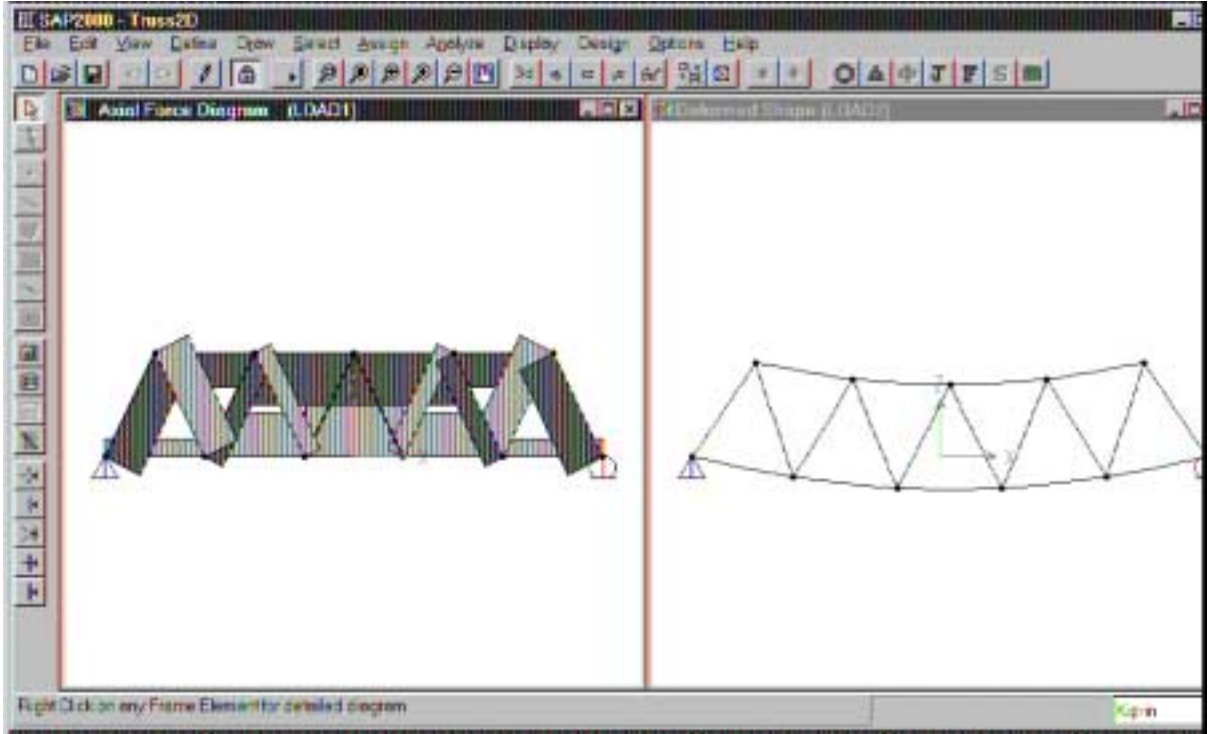 SAP2000 - Truss2D
File Edit View Define Draw Select Assign Analyze Display Design Options Help
J F S
Axial Force Diagram (LOAD1)
Deformed Shape (LOAD2)
X
Right Click on any Frame Element for detailed diagram
Kip-in